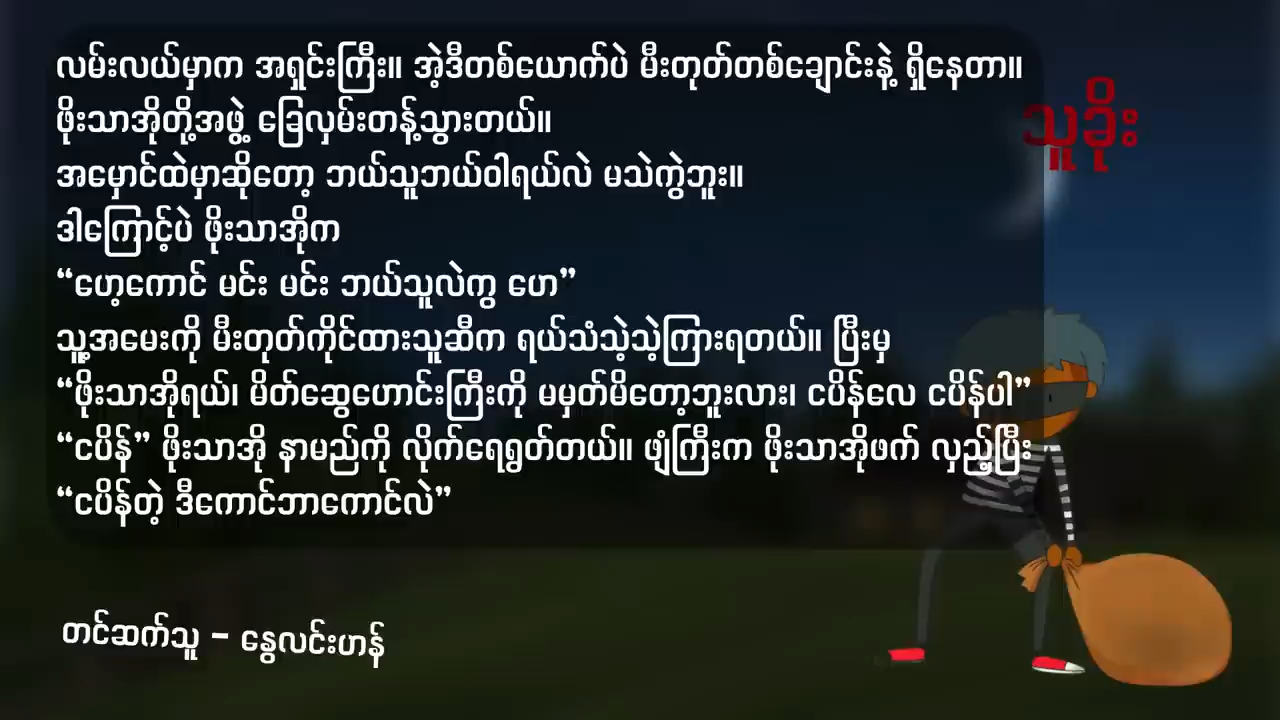 လမ်းလယ်မှာက အရှင်းကြီး။ အဲ့ဒီတစ်ယောက်ပဲ မီးတုတ်တစ်ချောင်းနဲ့ ရှိနေတာ။
ဖိုးသာအိုတို့အဖွဲ့ ခြေလှမ်းတန့်သွားတယ်။
အမှောင်ထဲမှာဆိုတော့ ဘယ်သူဘယ်ဝါရယ်လဲ မသဲကွဲဘူး။
ဒါကြောင့်ပဲ ဖိုးသာအိုက
“ဟေ့ကောင် မင်း မင်း ဘယ်သူလဲကွ ဟေ”
သူ့အမေးကို မီးတုတ်ကိုင်ထားသူဆီက ရယ်သံသဲ့သဲ့ကြားရတယ်။ ပြီးမှ
“ဖိုးသာအိုရယ်၊ မိတ်ဆွေဟောင်းကြီးကို မမှတ်မိတော့ဘူးလား၊ ငပိန်လေ ငပိန်ပါ”
“ငပိန်” ဖိုးသာအို နာမည်ကို လိုက်ရေရွတ်တယ်။ ဖျံကြီးက ဖိုးသာအိုဖက် လှည့်ပြီး
“ငပိန်တဲ့ ဒီကောင်ဘာကောင်လဲ”
သူခိုး
တင်ဆက်သူ - နွေလင်းဟန်